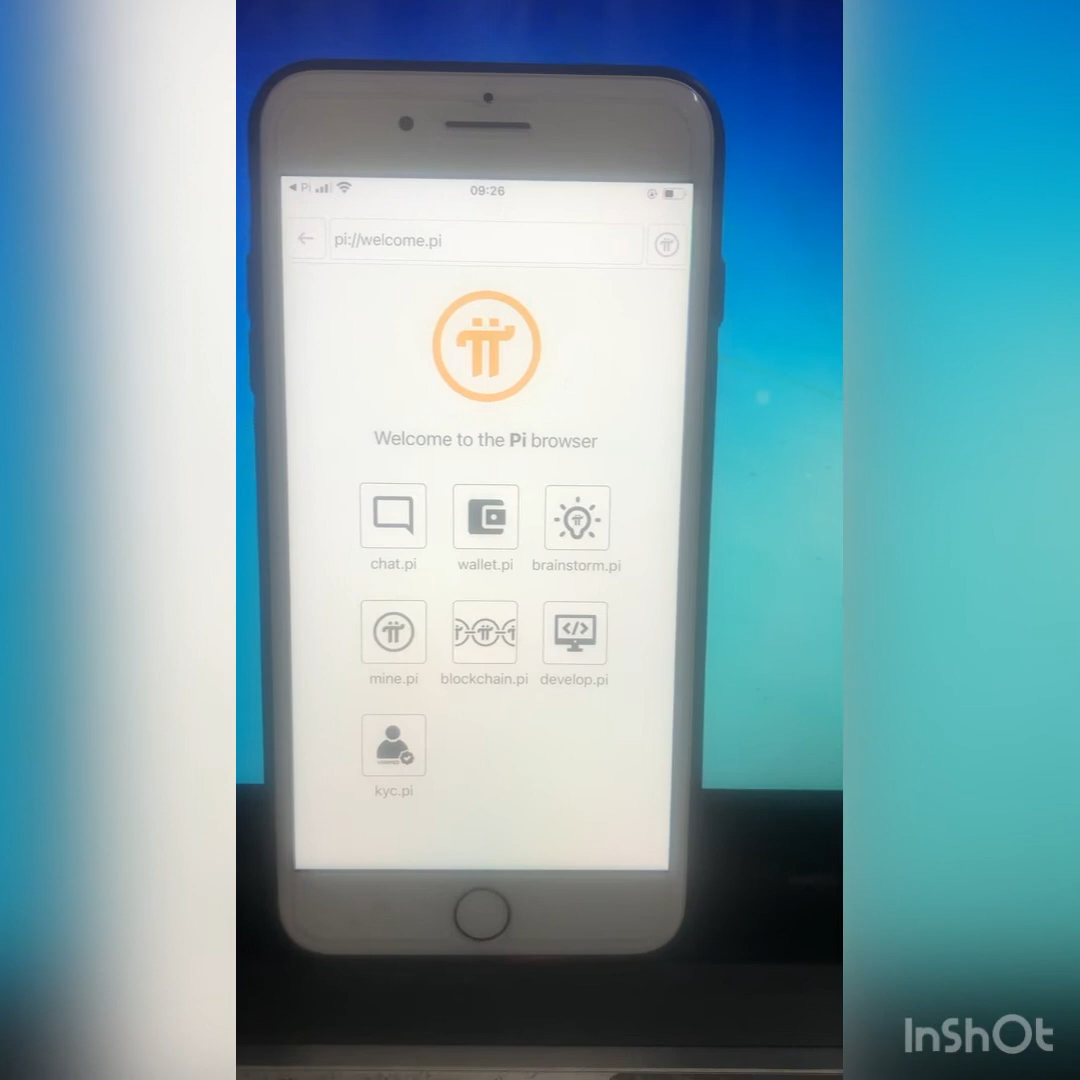 Pi
09:26
pi://welcome.pi
Welcome to the Pi browser
chat.pi
wallet.pi
brainstorm.pi
mine.pi
blockchain.pi
develop.pi
kyc.pi
InShOt